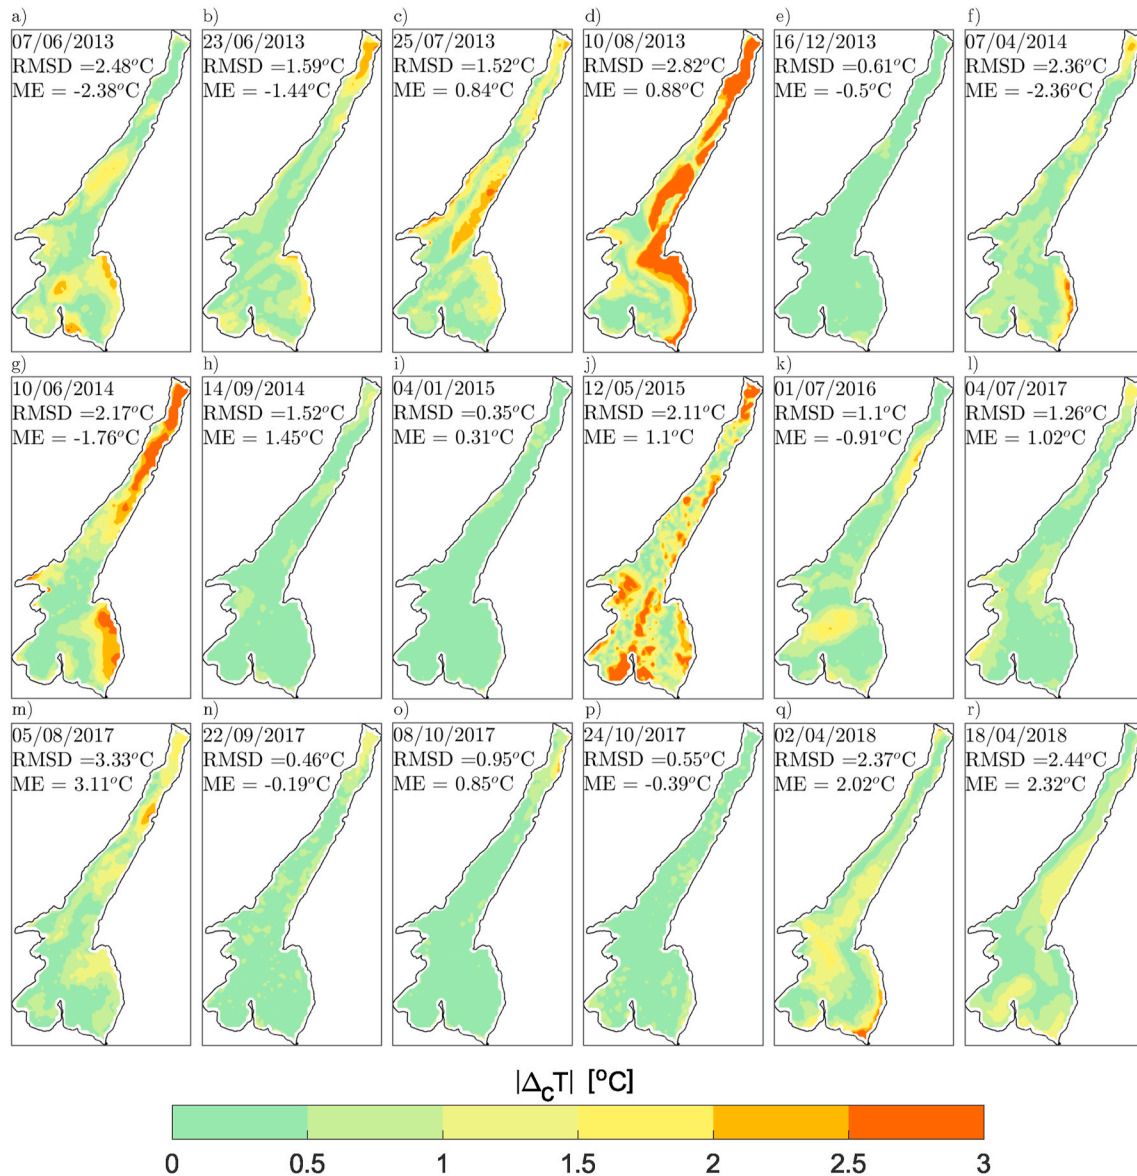 a)
07/06/2013
RMSD =2.48°C
ME = -2.38°C
b)
23/06/2013
RMSD =1.59°C
ME = -1.44°C
c)
25/07/2013
RMSD =1.52°C
ME = 0.84°C
d)
10/08/2013
RMSD =2.82°C
ME = 0.88°C
e)
16/12/2013
RMSD =0.61°C
ME = -0.5°C
f)
07/04/2014
RMSD =2.36°C
ME = -2.36°C
g)
10/06/2014
RMSD =2.17°C
ME = -1.76°C
h)
14/09/2014
RMSD =1.52°C
ME = 1.45°C
i)
04/01/2015
RMSD =0.35°C
ME = 0.31°C
j)
12/05/2015
RMSD =2.11°C
ME = 1.1°C
k)
01/07/2016
RMSD =1.1°C
ME = -0.91°C
l)
04/07/2017
RMSD =1.26°C
ME = 1.02°C
m)
05/08/2017
RMSD =3.33°C
ME = 3.11°C
n)
22/09/2017
RMSD =0.46°C
ME = -0.19°C
o)
08/10/2017
RMSD =0.95°C
ME = 0.85°C
p)
24/10/2017
RMSD =0.55°C
ME = -0.39°C
q)
02/04/2018
RMSD =2.37°C
ME = 2.02°C
r)
18/04/2018
RMSD =2.44°C
ME = 2.32°C
|ΔCT| [°C]
0 0.5 1 1.5 2 2.5 3